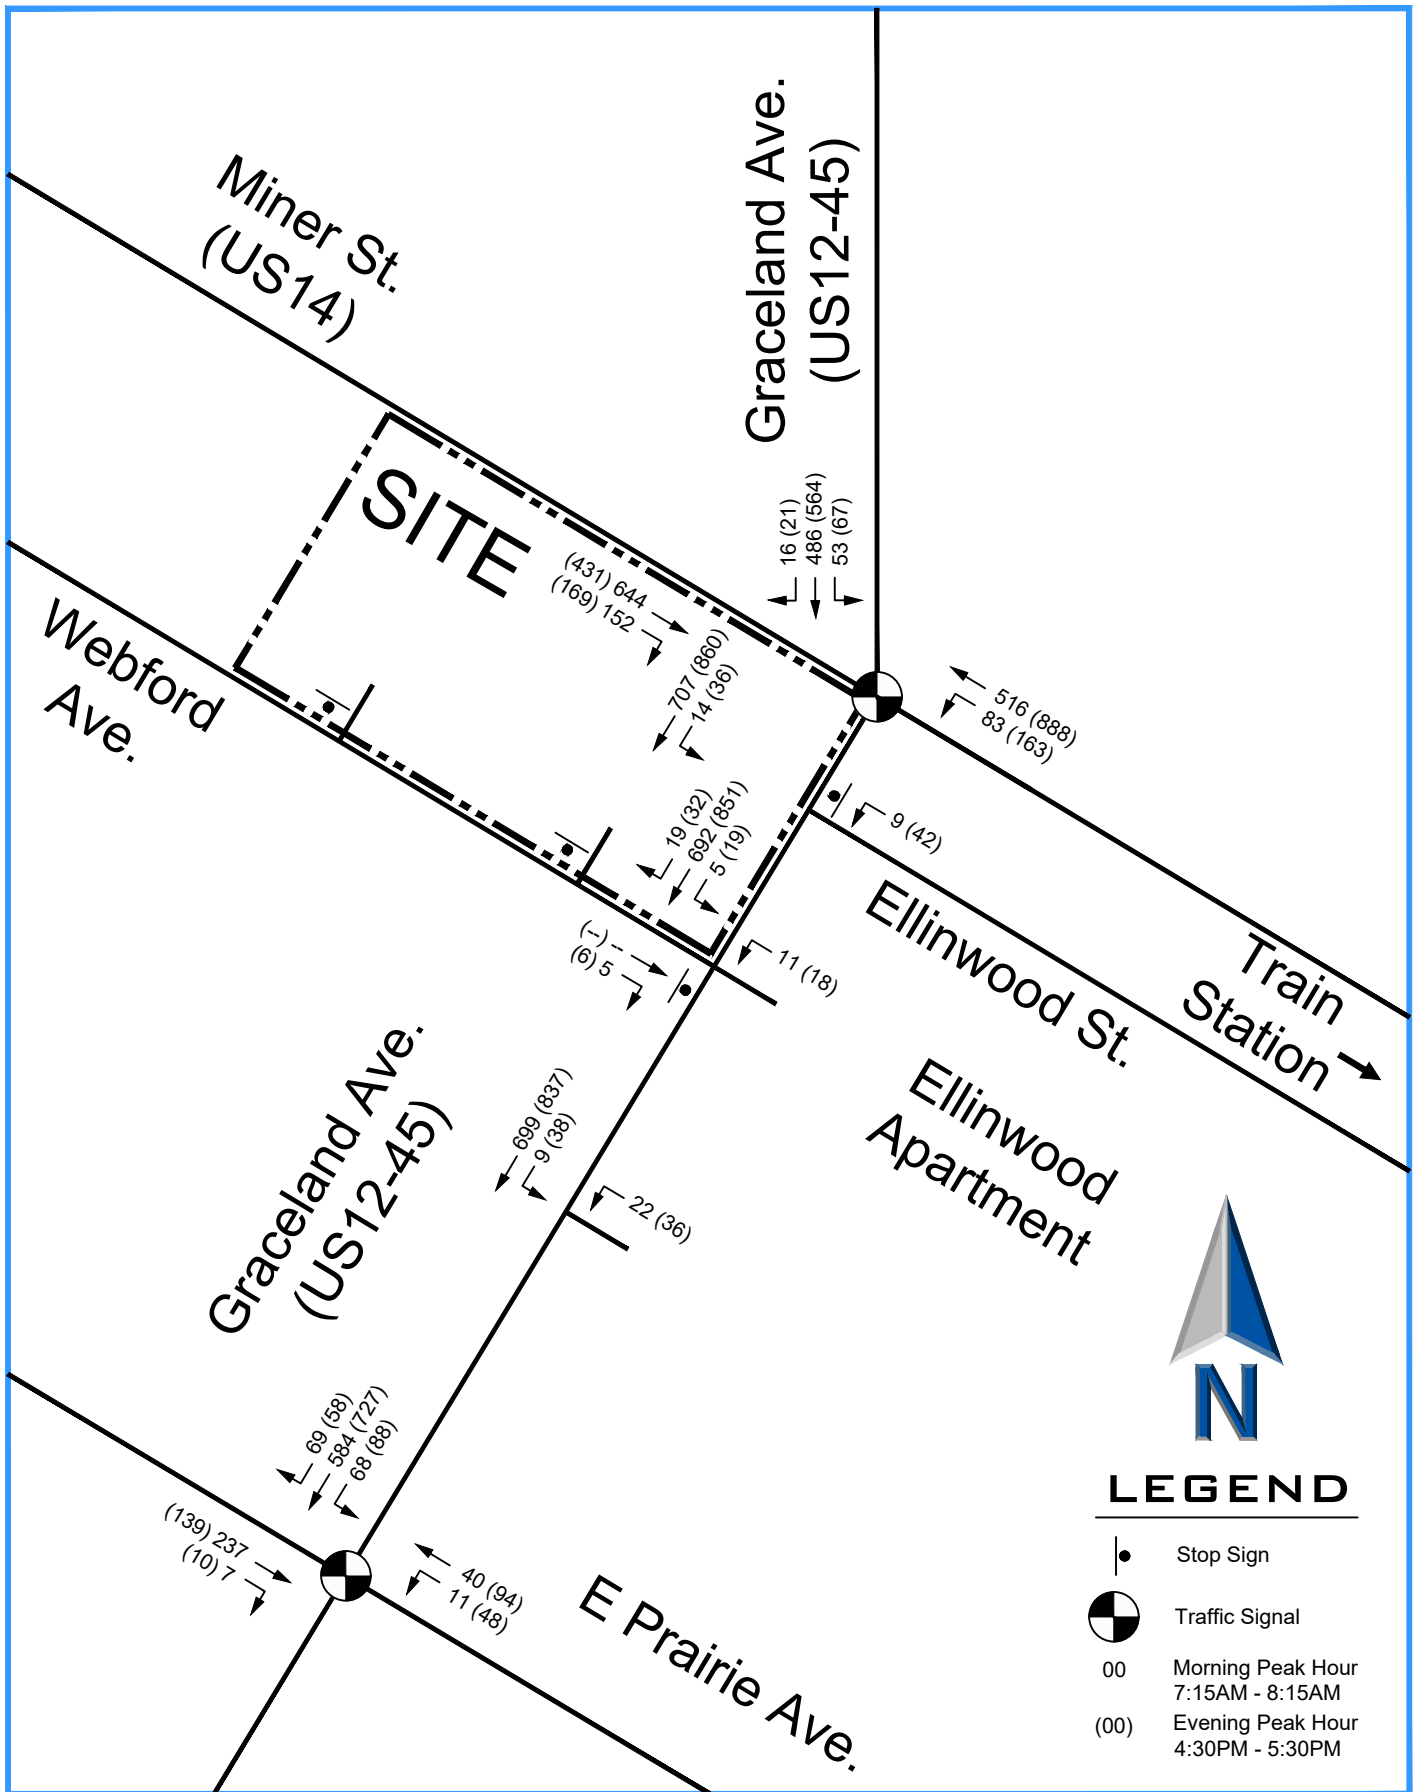 Miner St.
(US14)
Graceland Ave.
(US12-45)
SITE
16 (21)
486 (564)
53 (67)
(431) 644
(169) 152
707 (860)
14 (36)
516 (888)
83 (163)
Webford
Ave.
19 (32)
692 (851)
5 (19)
9 (42)
Ellinwood St.
Train
Station
(--) --
(6) 5
11 (18)
Graceland Ave.
(US12-45)
699 (837)
9 (38)
22 (36)
Ellinwood
Apartment
N
69 (58)
584 (727)
68 (88)
(139) 237
(10) 7
40 (94)
11 (48)
E Prairie Ave.
LEGEND
Stop Sign
Traffic Signal
00 Morning Peak Hour
7:15AM - 8:15AM
(00) Evening Peak Hour
4:30PM - 5:30PM